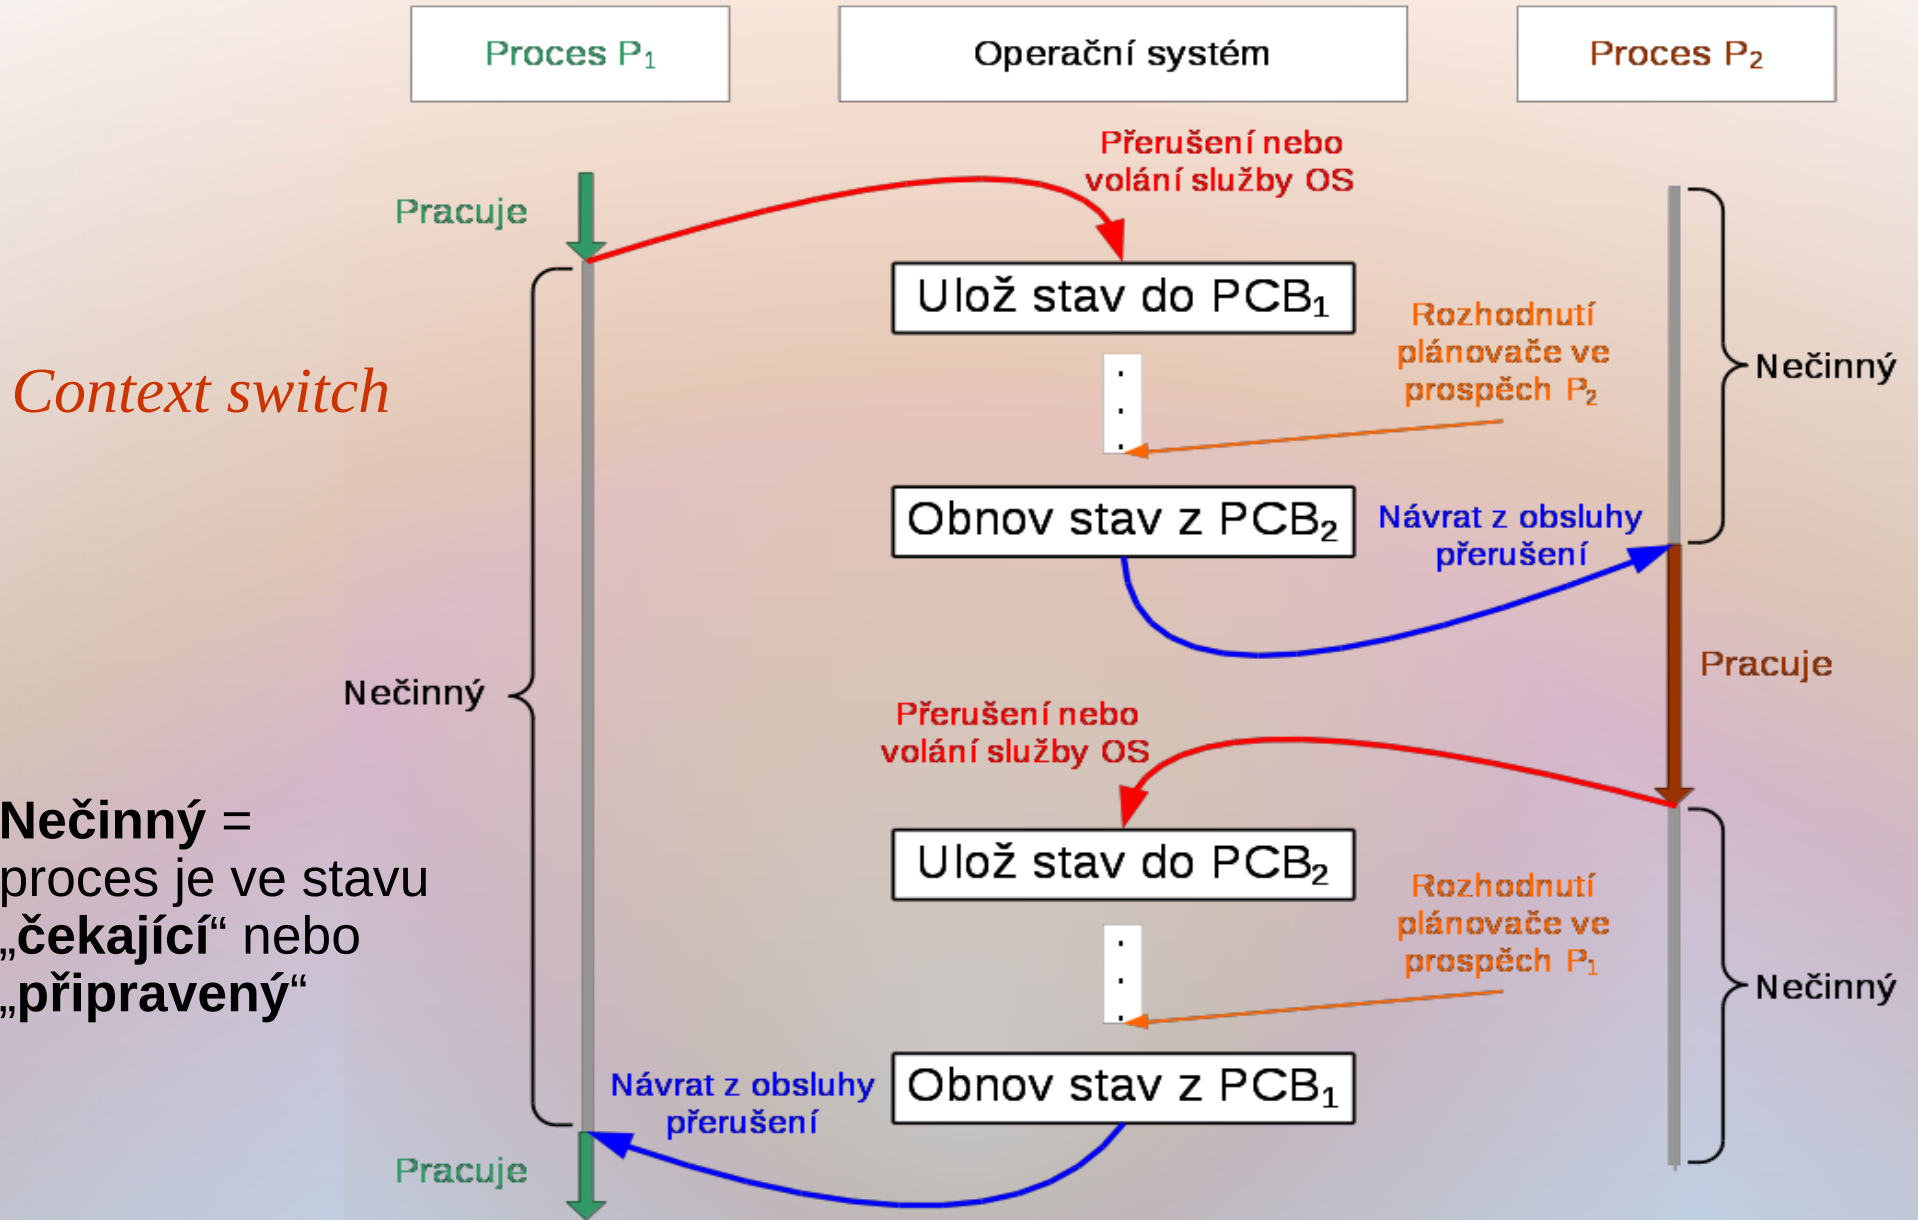 Proces P₁
Operační systém
Proces P₂
Přerušení nebo
volání služby OS
Pracuje
Ulož stav do PCB₁
Rozhodnutí
plánovače ve
prospěch P₂
Nečinný
Context switch
Obnov stav z PCB₂
Návrat z obsluhy
přerušení
Pracuje
Nečinný
Přerušení nebo
volání služby OS
Nečinný =
proces je ve stavu
„čekající“ nebo
„připravený“
Ulož stav do PCB₂
Rozhodnutí
plánovače ve
prospěch P₁
Nečinný
Obnov stav z PCB₁
Návrat z obsluhy
přerušení
Pracuje